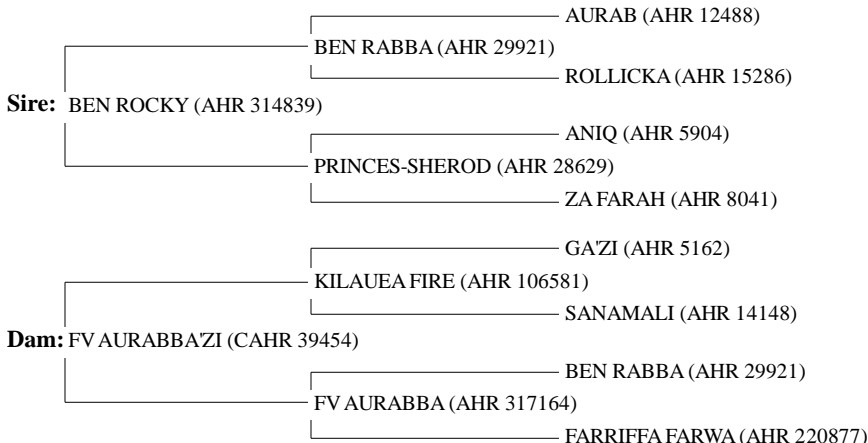 AURAB (AHR 12488)
BEN RABBA (AHR 29921)
ROLLICKA (AHR 15286)
Sire: BEN ROCKY (AHR 314839)
ANIQ (AHR 5904)
PRINCES-SHEROD (AHR 28629)
ZA FARAH (AHR 8041)
GA'ZI (AHR 5162)
KILAUEA FIRE (AHR 106581)
SANAMALI (AHR 14148)
Dam: FV AURABBA'ZI (CAHR 39454)
BEN RABBA (AHR 29921)
FV AURABBA (AHR 317164)
FARRIFFA FARWA (AHR 220877)